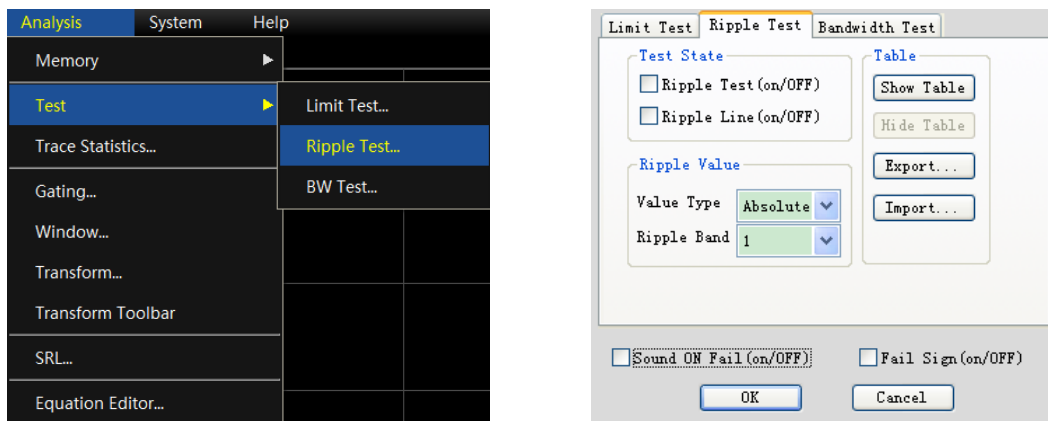 Analysis System Help
Memory
Test
Trace Statistics...
Gating...
Window...
Transform...
Transform Toolbar
SRL...
Equation Editor...
Limit Test...
Ripple Test...
BW Test...
Limit Test Ripple Test Bandwidth Test
Test State
Ripple Test(on/OFF)
Ripple Line(on/OFF)
Ripple Value
Value Type Absolute
Ripple Band 1
Table
Show Table
Hide Table
Export...
Import...
Sound ON Fail(on/OFF) Fail Sign(on/OFF)
OK Cancel